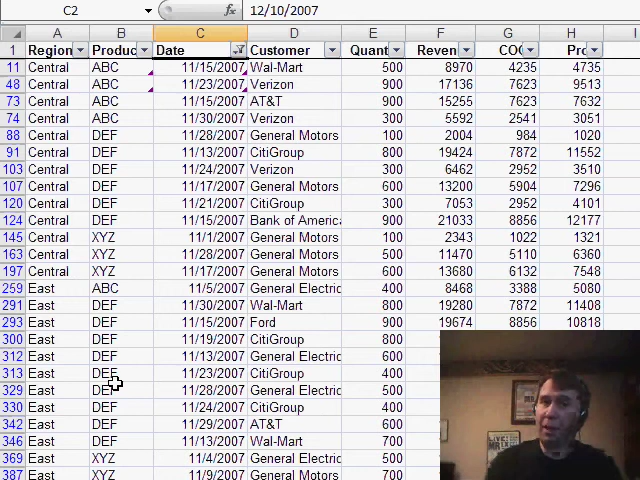 C2 fx 12/10/2007
A B C D E F G H I
1 Region Produc Date Customer Quant Reven COG Pro
11 Central ABC 11/15/2007 Wal-Mart 500 8970 4235 4735
48 Central ABC 11/23/2007 Verizon 900 17136 7623 9513
73 Central ABC 11/15/2007 AT&T 900 15255 7623 7632
74 Central ABC 11/30/2007 Verizon 300 5592 2541 3051
88 Central DEF 11/28/2007 General Motors 100 2004 984 1020
91 Central DEF 11/13/2007 CitiGroup 800 19424 7872 11552
103 Central DEF 11/24/2007 Verizon 300 6462 2952 3510
107 Central DEF 11/17/2007 General Motors 600 13200 5904 7296
120 Central DEF 11/21/2007 CitiGroup 300 7053 2952 4101
124 Central DEF 11/15/2007 Bank of America 900 21033 8856 12177
145 Central XYZ 11/1/2007 General Motors 100 2343 1022 1321
163 Central XYZ 11/28/2007 General Motors 500 11470 5110 6360
197 Central XYZ 11/17/2007 General Motors 600 13680 6132 7548
259 East ABC 11/5/2007 General Electric 400 8468 3388 5080
291 East DEF 11/30/2007 Wal-Mart 800 19280 7872 11408
293 East DEF 11/15/2007 Ford 900 19674 8856 10818
300 East DEF 11/19/2007 CitiGroup 800
312 East DEF 11/13/2007 General Electric 600
313 East DEF 11/23/2007 CitiGroup 400
329 East DEF 11/28/2007 General Electric 500
330 East DEF 11/24/2007 CitiGroup 400
342 East DEF 11/29/2007 AT&T 600
346 East DEF 11/13/2007 Wal-Mart 700
369 East XYZ 11/4/2007 General Electric 500
387 East XYZ 11/9/2007 General Motors 700